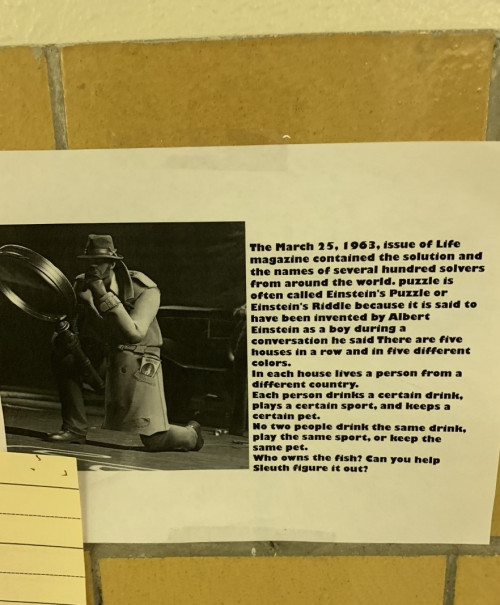 The March 25, 1963, issue of Life
magazine contained the solution and
the names of several hundred solvers
from around the world. puzzle is
often called Einstein's Puzzle or
Einstein's Riddle because it is said to
have been invented by Albert
Einstein as a boy during a
conversation he said There are five
houses in a row and in five different
colors.
In each house lives a person from a
different country.
Each person drinks a certain drink,
plays a certain sport, and keeps a
certain pet.
No two people drink the same drink,
play the same sport, or keep the
same pet.
Who owns the fish? Can you help
Sleuth figure it out?